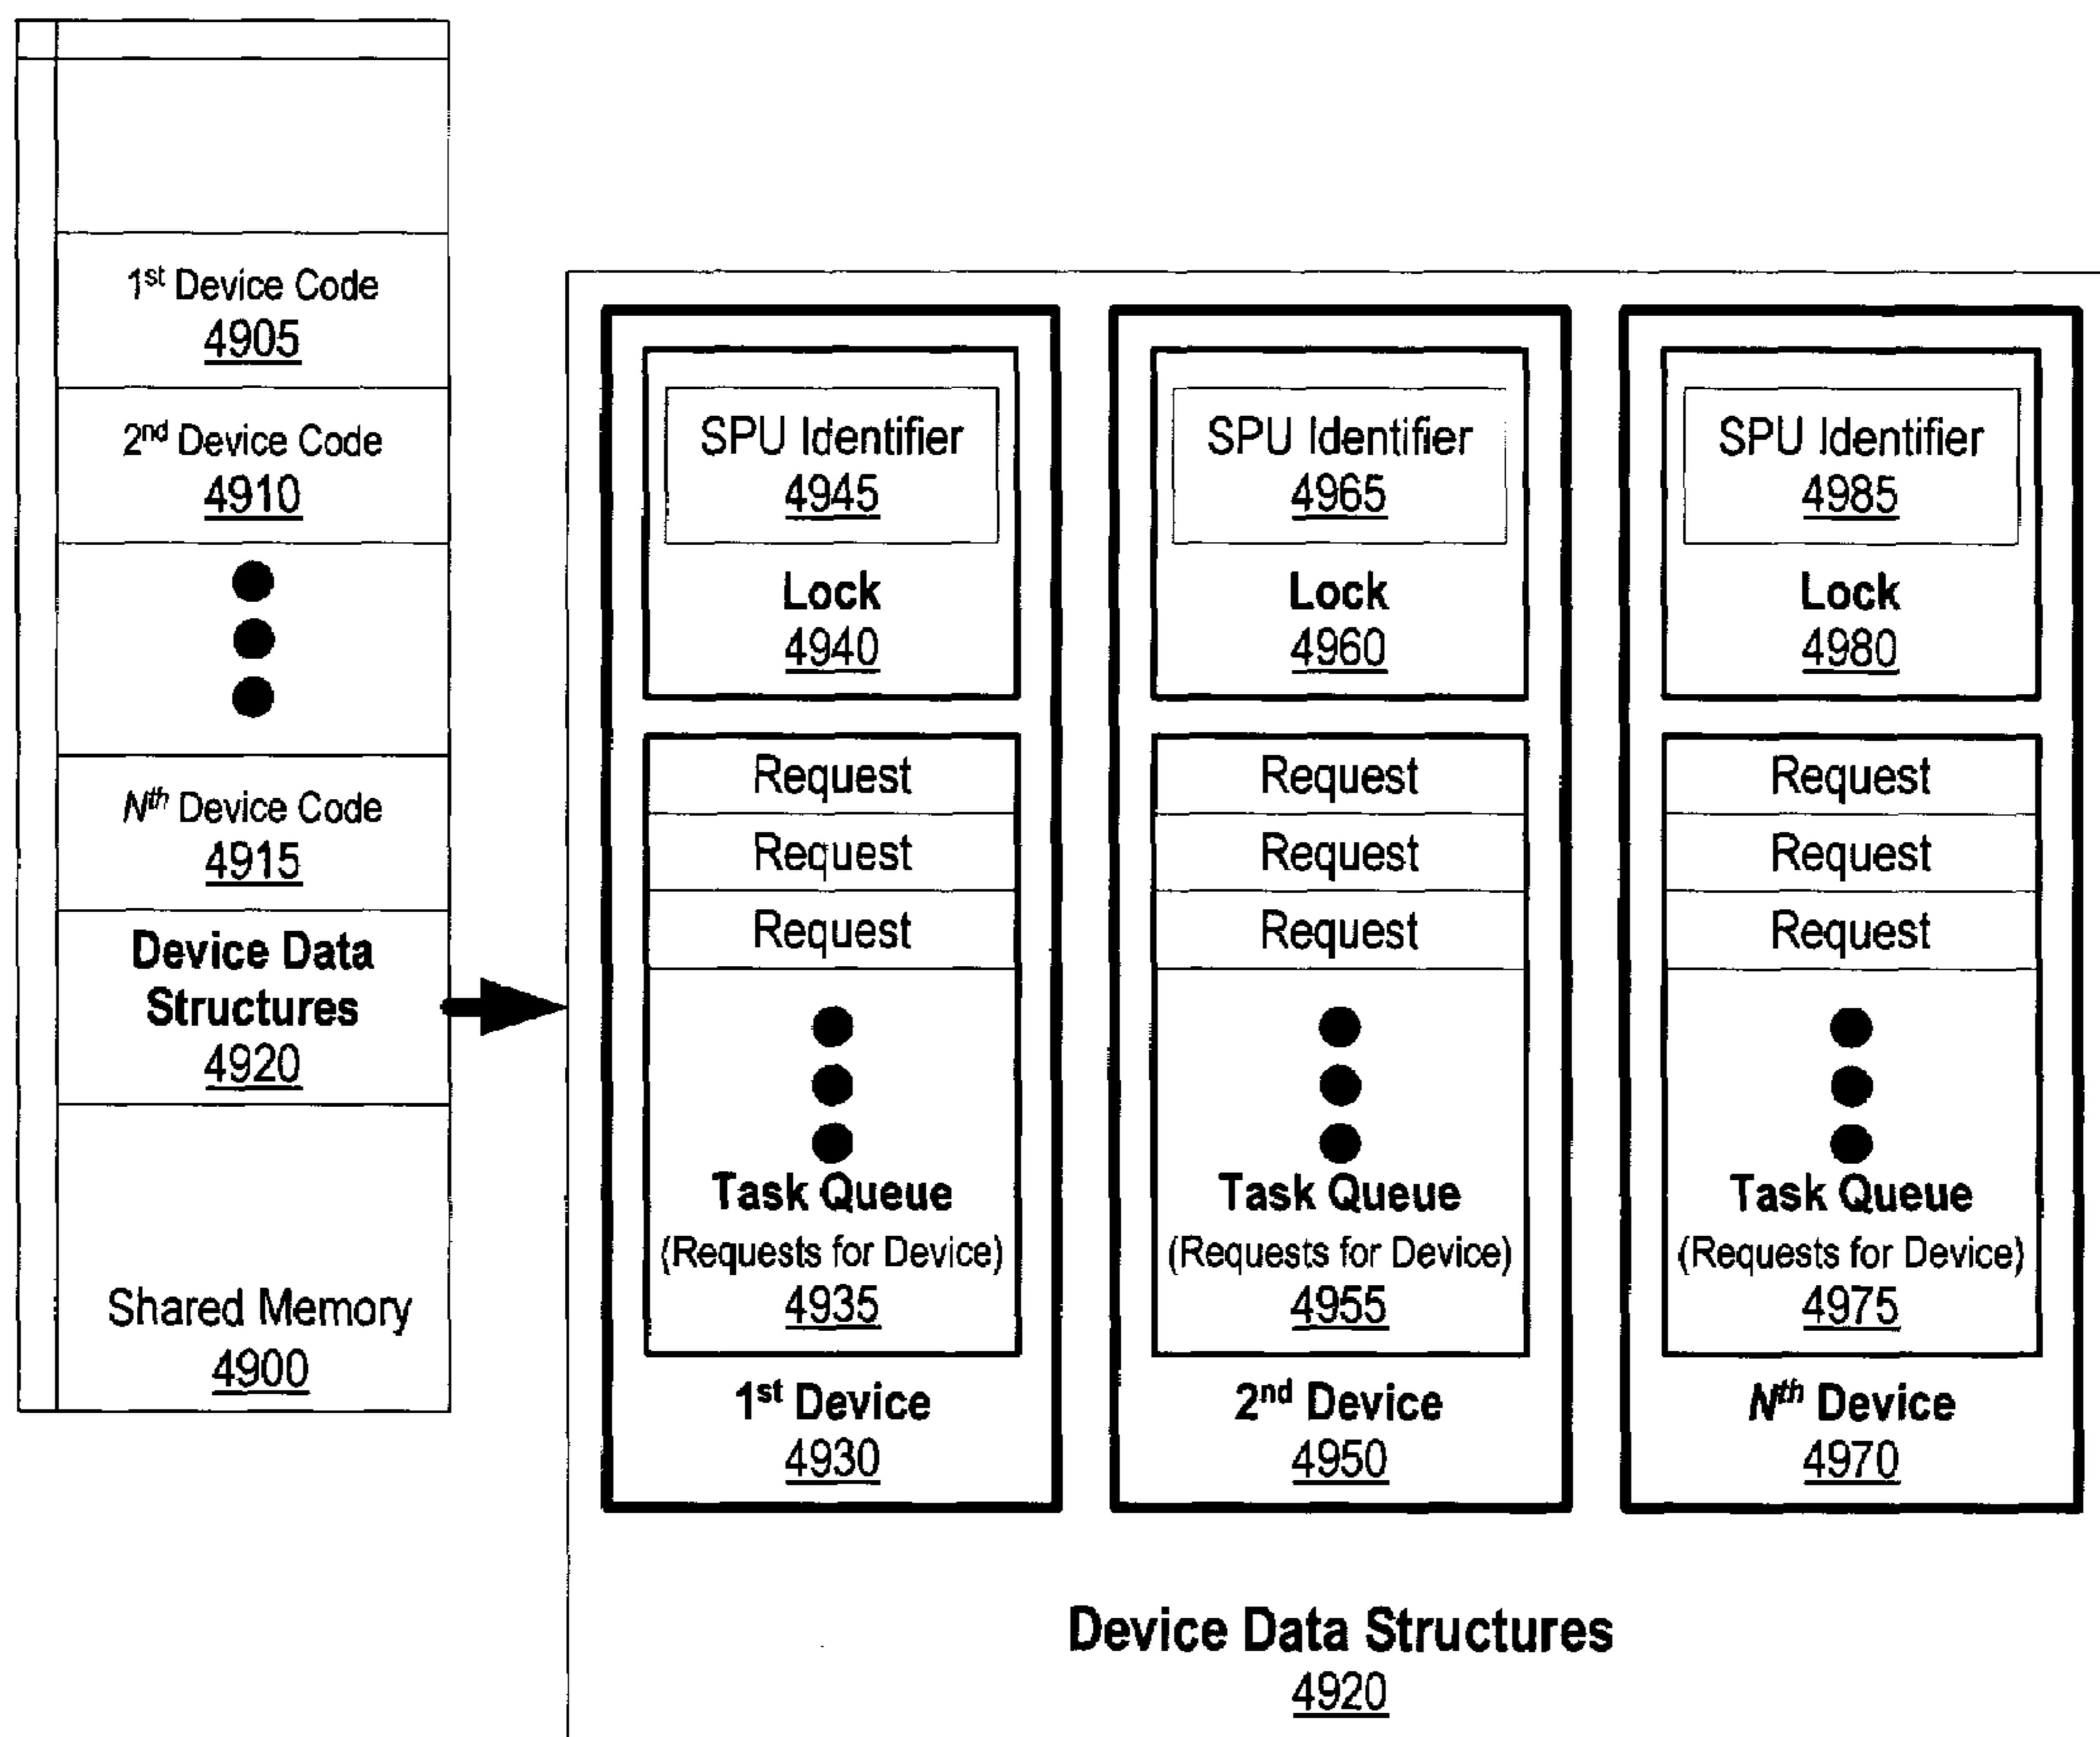 1st Device Code
4905
2nd Device Code
4910
Nth Device Code
4915
Device Data
Structures
4920
Shared Memory
4900
SPU Identifier
4945
Lock
4940
Request
Request
Request
Task Queue
(Requests for Device)
4935
1st Device
4930
SPU Identifier
4965
Lock
4960
Request
Request
Request
Task Queue
(Requests for Device)
4955
2nd Device
4950
SPU Identifier
4985
Lock
4980
Request
Request
Request
Task Queue
(Requests for Device)
4975
Nth Device
4970
Device Data Structures
4920